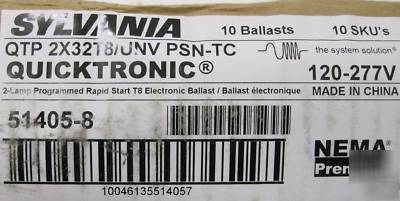 SYLVANIA 10 Ballasts 10 SKU's
QTP 2X32T8/UNV PSN-TC the system solution®
QUICKTRONIC® 120-277V
2-Lamp Programmed Rapid Start T8 Electronic Ballast / Ballast électronique MADE IN CHINA
51405-8
NEMA
Prem
10046135514057